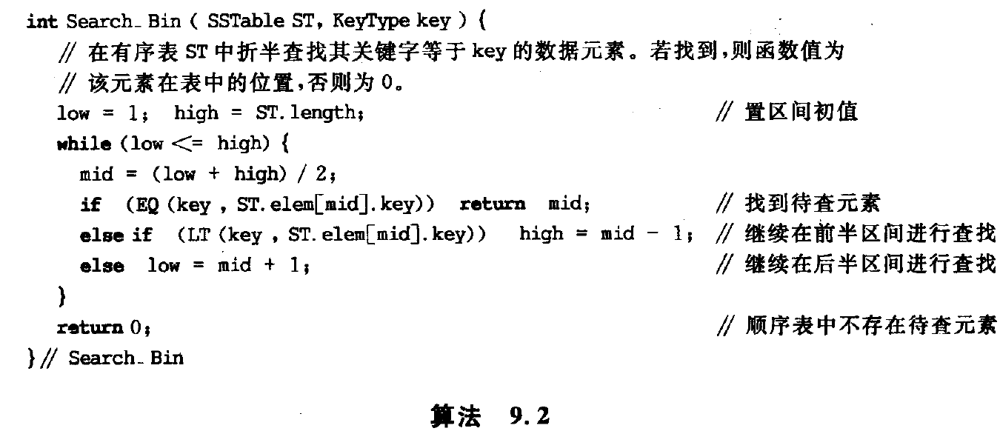 int Search_Bin ( SSTable ST, KeyType key ) {
// 在有序表 ST 中折半查找其关键字等于 key 的数据元素。若找到,则函数值为
// 该元素在表中的位置,否则为 0。
low = 1; high = ST.length; // 置区间初值
while (low <= high) {
mid = (low + high) / 2;
if (EQ (key , ST.elem[mid].key)) return mid; // 找到待查元素
else if (LT (key , ST.elem[mid].key)) high = mid - 1; // 继续在前半区间进行查找
else low = mid + 1; // 继续在后半区间进行查找
}
return 0; // 顺序表中不存在待查元素
}// Search_Bin
算法 9.2